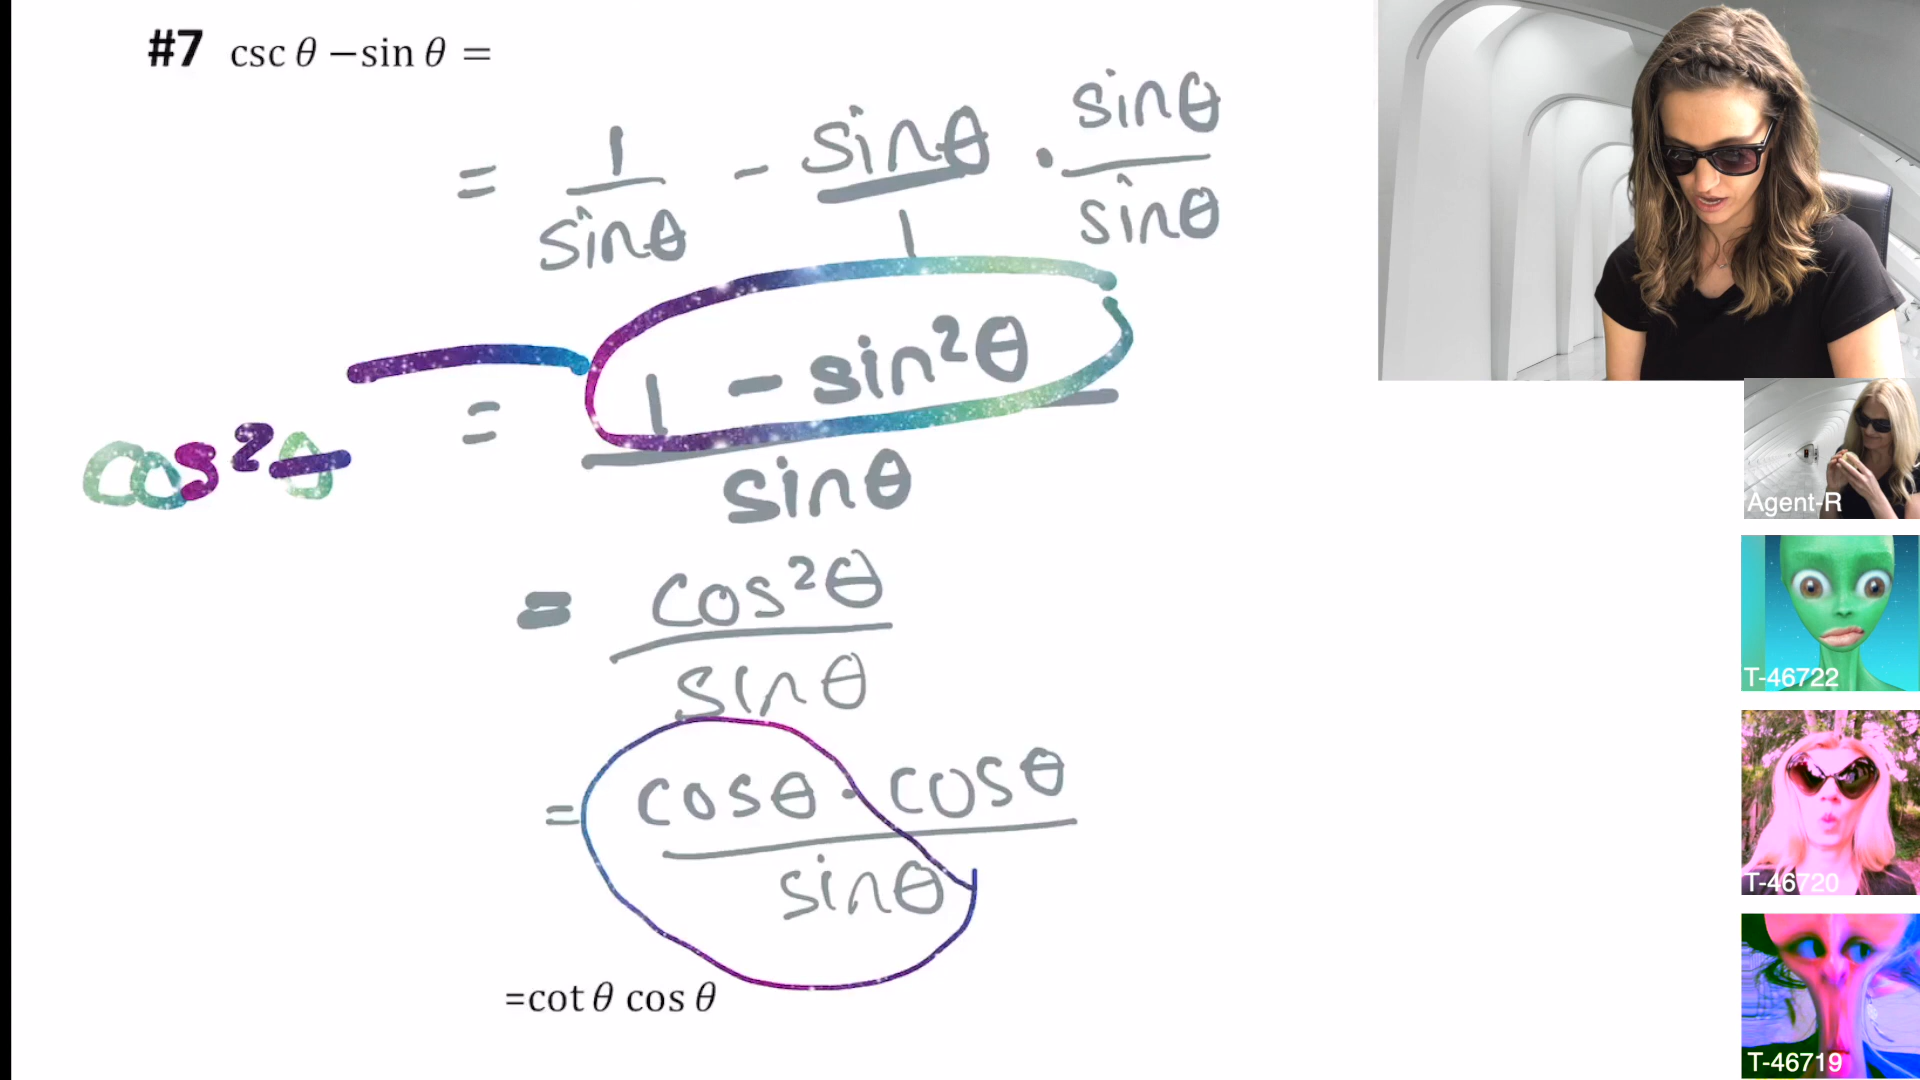 #7 csc θ −sin θ =
= 1/sinθ - sinθ/1 · sinθ/sinθ
= (1 - sin²θ)/sinθ
cos²θ
= cos²θ/sinθ
= cosθ · cosθ/sinθ
=cot θ cos θ
Agent-R
T-46722
T-46720
T-46719